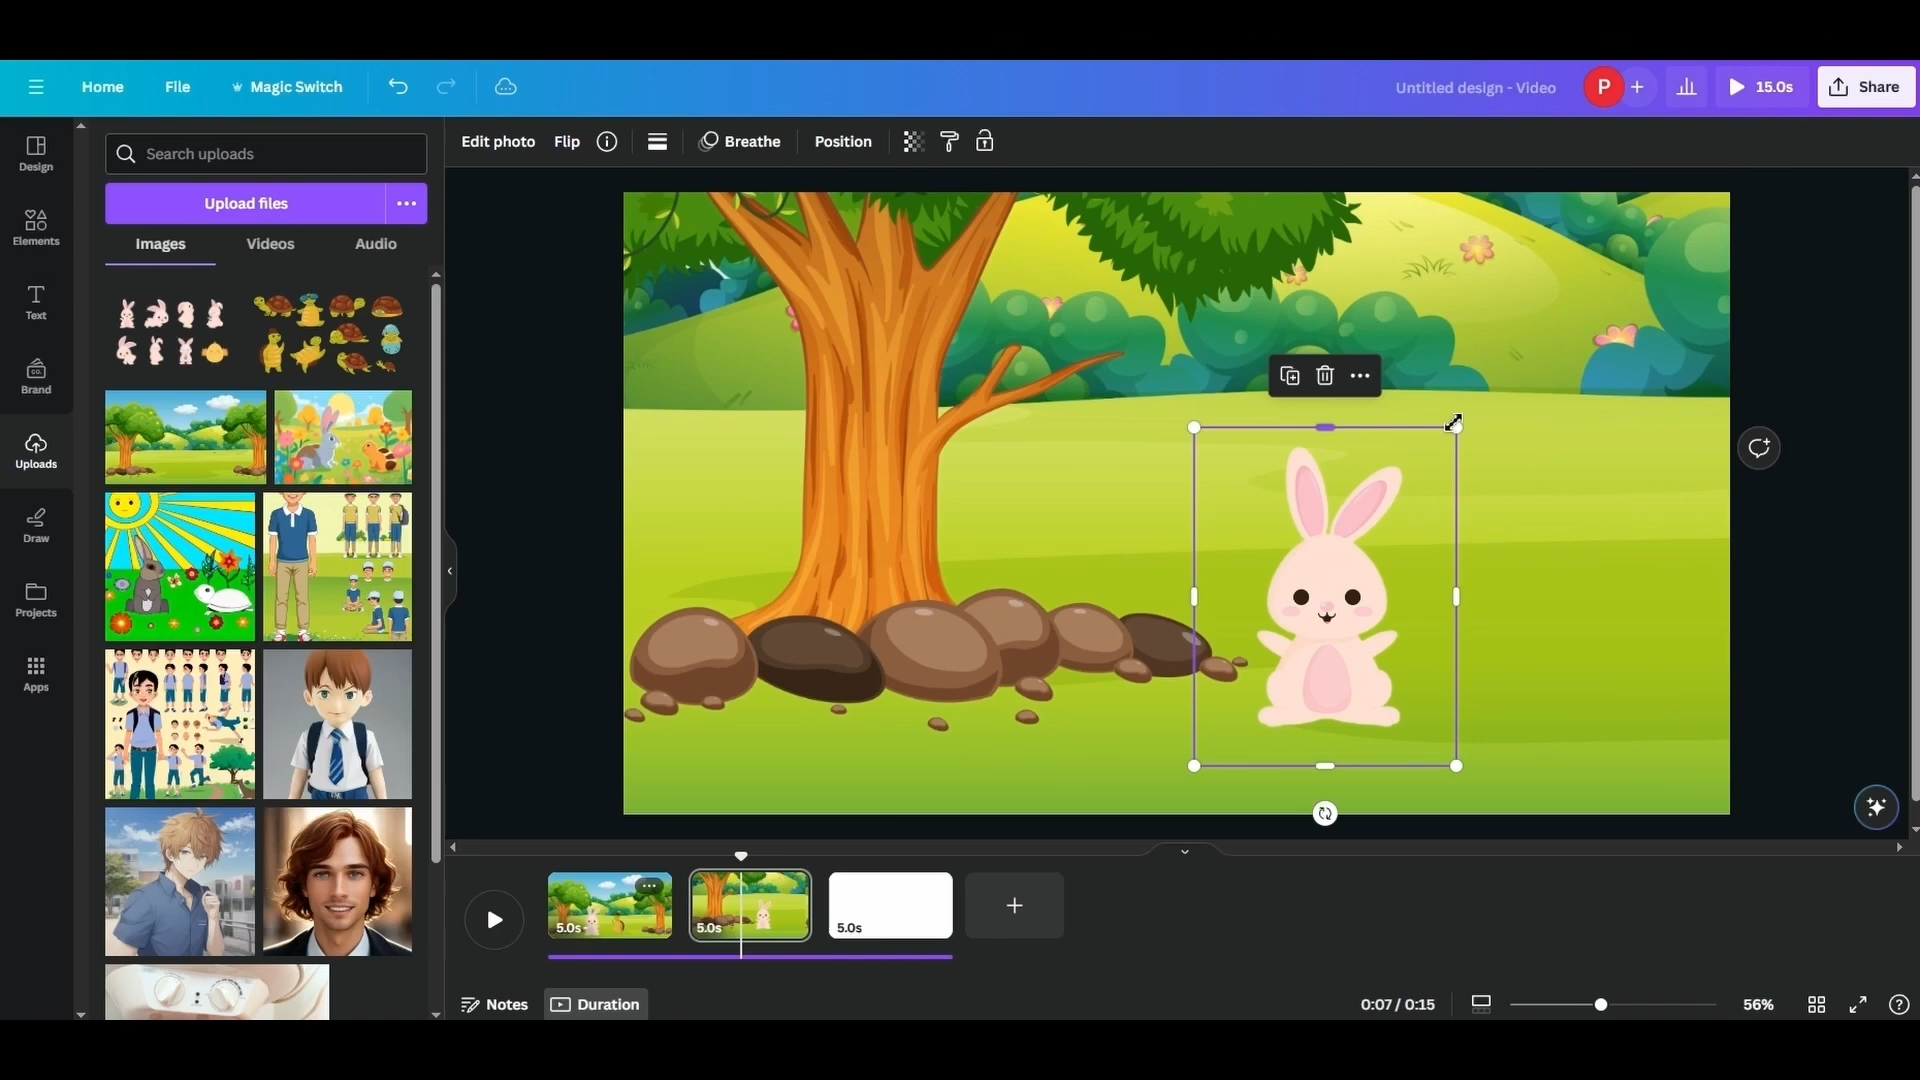 Home File Magic Switch Untitled design - Video P 15.0s Share
Design
Elements
Text
Brand
Uploads
Draw
Projects
Apps
Search uploads
Upload files
Images Videos Audio
Edit photo Flip Breathe Position
5.0s 5.0s 5.0s
Notes Duration 0:07 / 0:15 56%